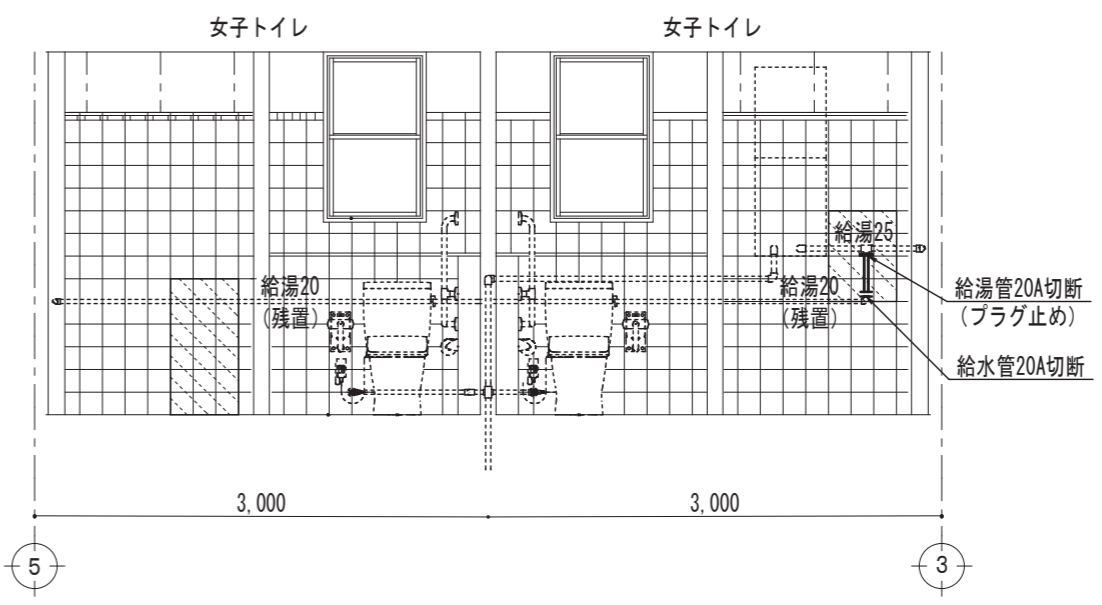 女子トイレ
女子トイレ
給湯25
給湯20
(残置)
給湯20
(残置)
給湯管20A切断
(プラグ止め)
給水管20A切断
3,000
3,000
5
3